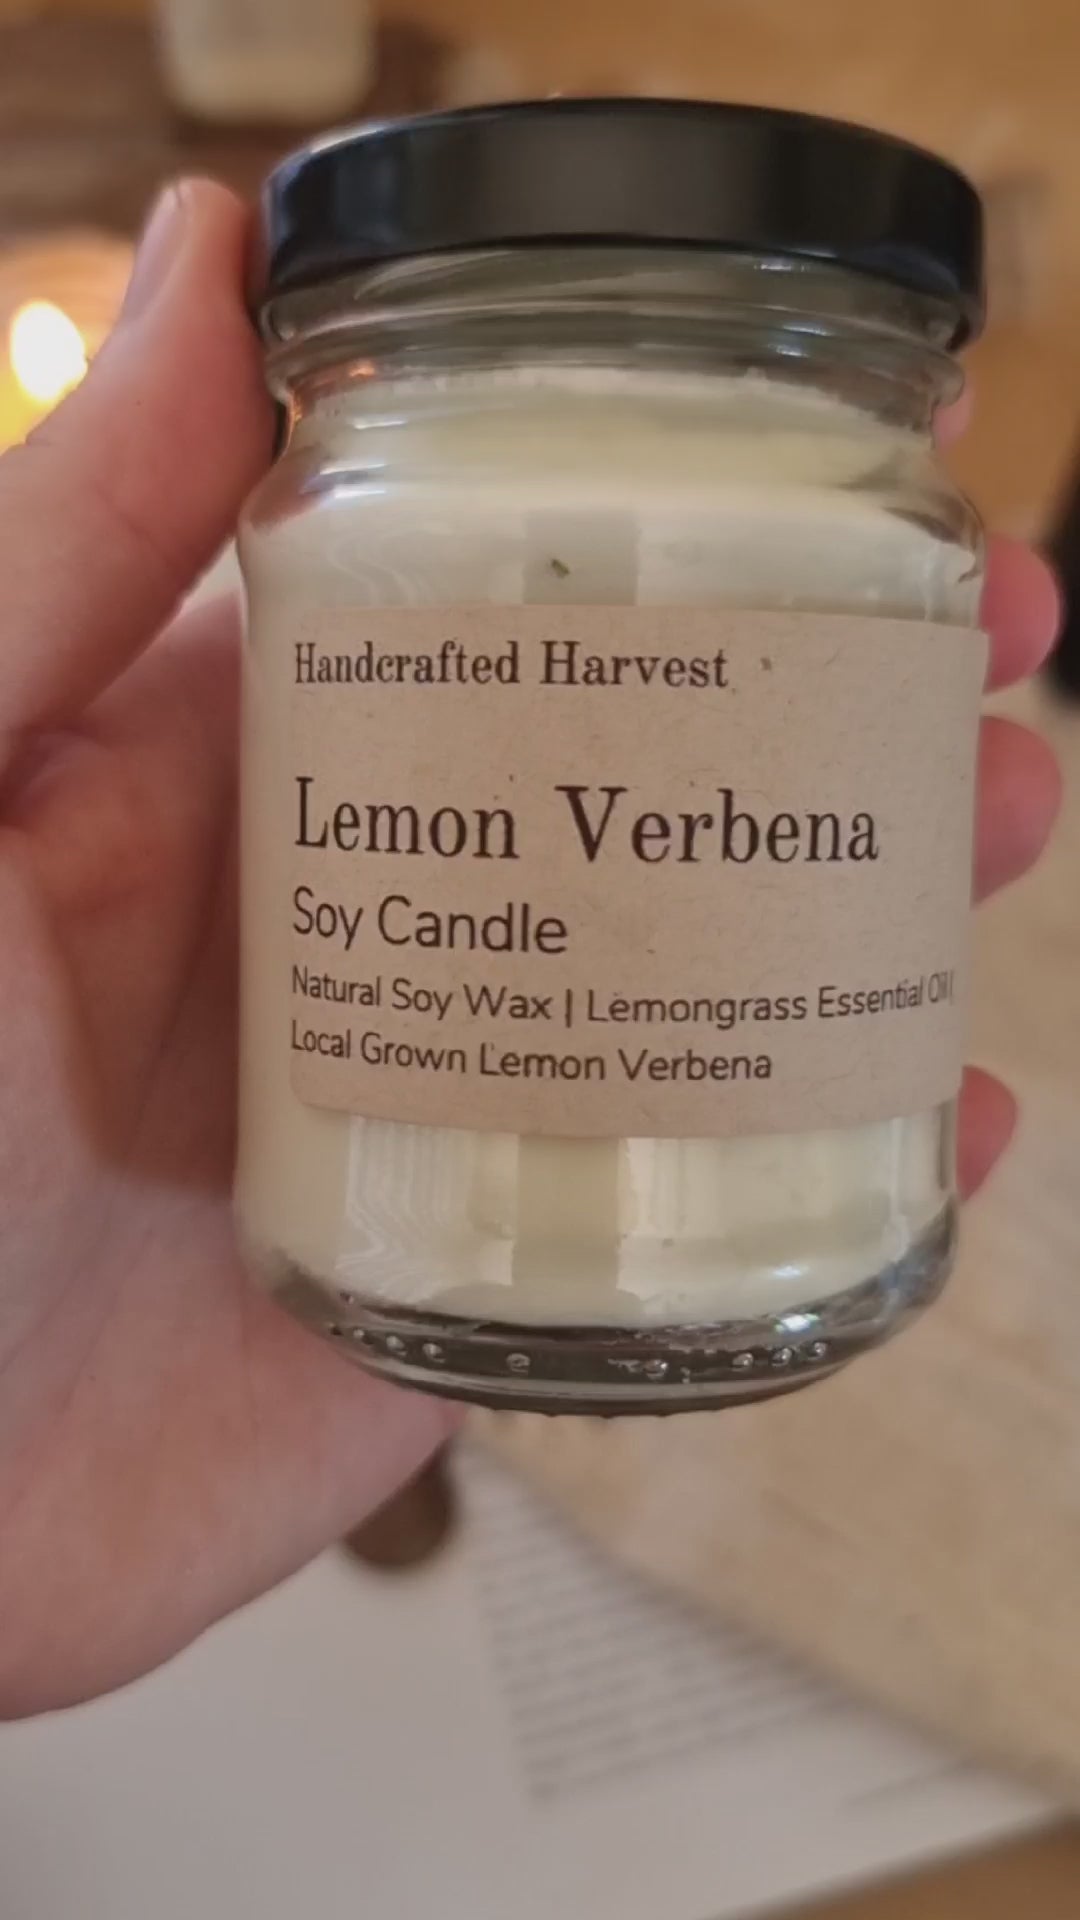 Handcrafted Harvest
Lemon Verbena
Soy Candle
Natural Soy Wax | Lemongrass Essential Oil |
Local Grown Lemon Verbena